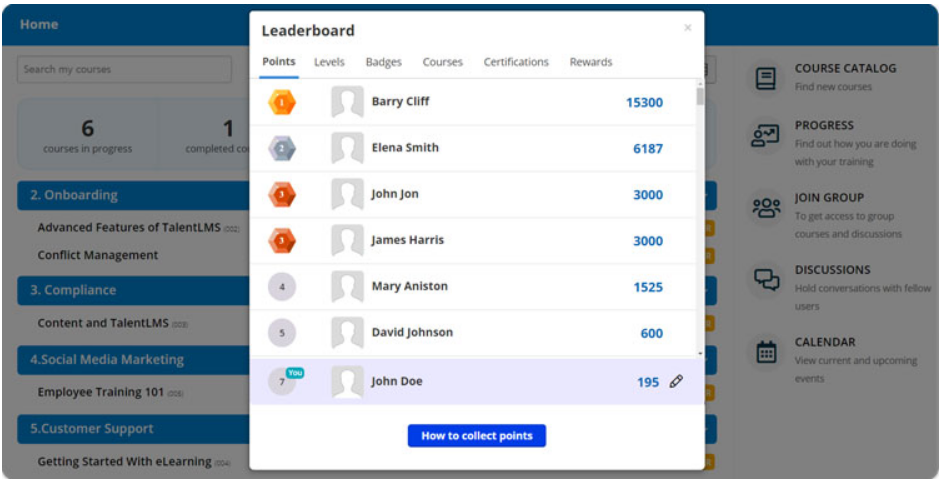 Home
Search my courses
6
courses in progress
1
2. Onboarding
Advanced Features of TalentLMS (002)
Conflict Management
3. Compliance
Content and TalentLMS
4.Social Media Marketing
Employee Training 101
5.Customer Support
Getting Started With eLearning (004)
Leaderboard
×
Points Levels Badges Courses Certifications Rewards
1 Barry Cliff 15300
2 Elena Smith 6187
3 John Jon 3000
3 James Harris 3000
4 Mary Aniston 1525
5 David Johnson 600
7 You John Doe 195
How to collect points
COURSE CATALOG
Find new courses
PROGRESS
Find out how you are doing
with your training
JOIN GROUP
To get access to group
courses and discussions
DISCUSSIONS
Hold conversations with fellow
users
CALENDAR
View current and upcoming
events